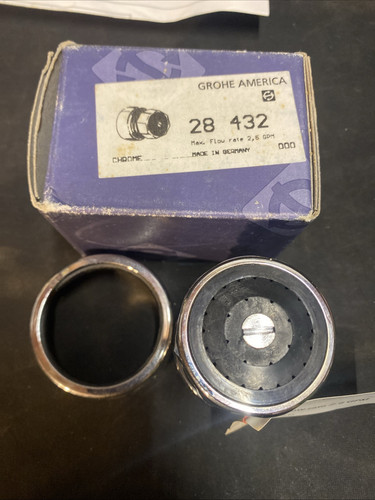 GROHE AMERICA
28 432
Max. Flow rate 2,5 GPM
CHROME MADE IN GERMANY 000